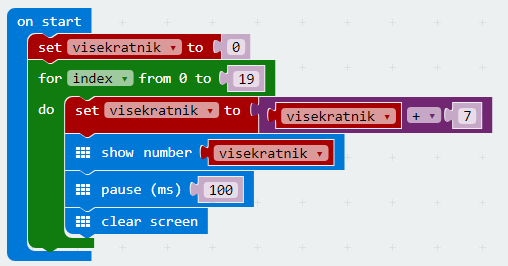 on start
set visekratnik to 0
for index from 0 to 19
do set visekratnik to visekratnik + 7
show number visekratnik
pause (ms) 100
clear screen